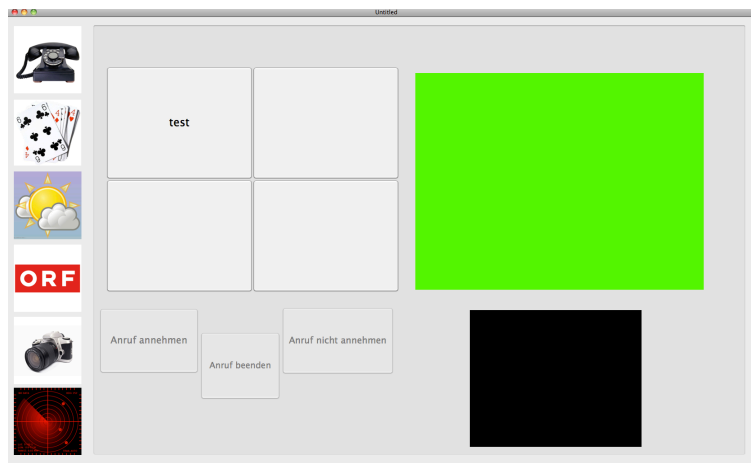 Untitled
test
ORF
Anruf annehmen
Anruf nicht annehmen
Anruf beenden